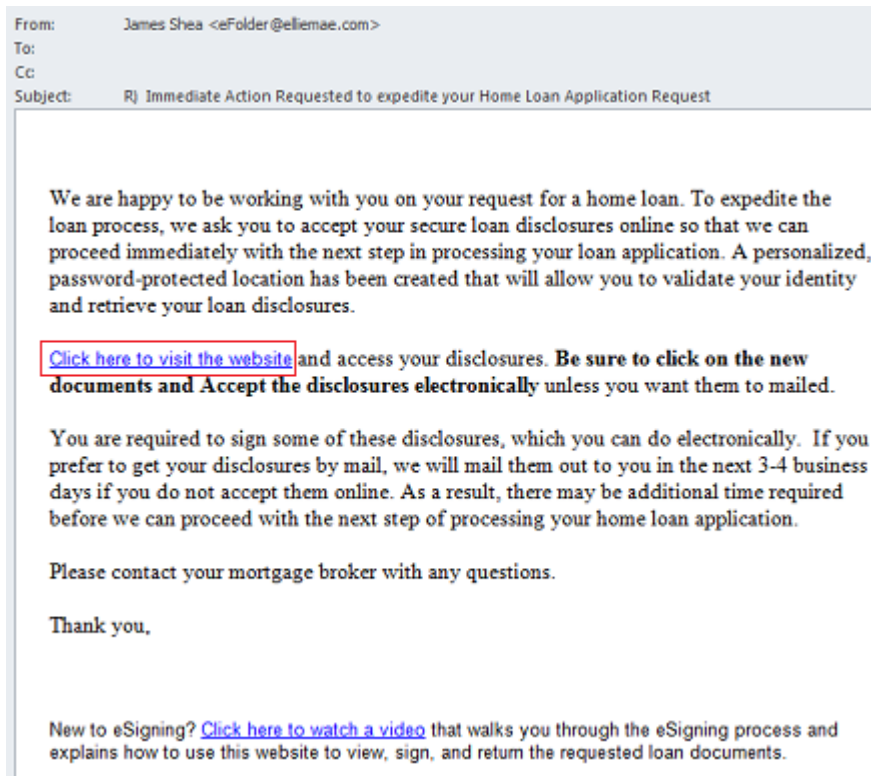 From: James Shea <eFolder@elliemae.com>
To:
Cc:
Subject: R) Immediate Action Requested to expedite your Home Loan Application Request
We are happy to be working with you on your request for a home loan. To expedite the
loan process, we ask you to accept your secure loan disclosures online so that we can
proceed immediately with the next step in processing your loan application. A personalized,
password-protected location has been created that will allow you to validate your identity
and retrieve your loan disclosures.
Click here to visit the website and access your disclosures. Be sure to click on the new
documents and Accept the disclosures electronically unless you want them to mailed.
You are required to sign some of these disclosures, which you can do electronically. If you
prefer to get your disclosures by mail, we will mail them out to you in the next 3-4 business
days if you do not accept them online. As a result, there may be additional time required
before we can proceed with the next step of processing your home loan application.
Please contact your mortgage broker with any questions.
Thank you,
New to eSigning? Click here to watch a video that walks you through the eSigning process and
explains how to use this website to view, sign, and return the requested loan documents.